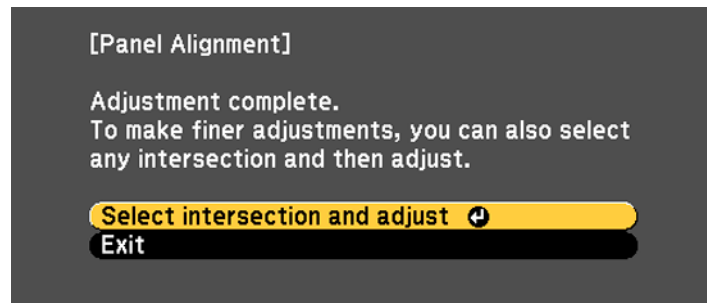 [Panel Alignment]
Adjustment complete.
To make finer adjustments, you can also select
any intersection and then adjust.
Select intersection and adjust
Exit